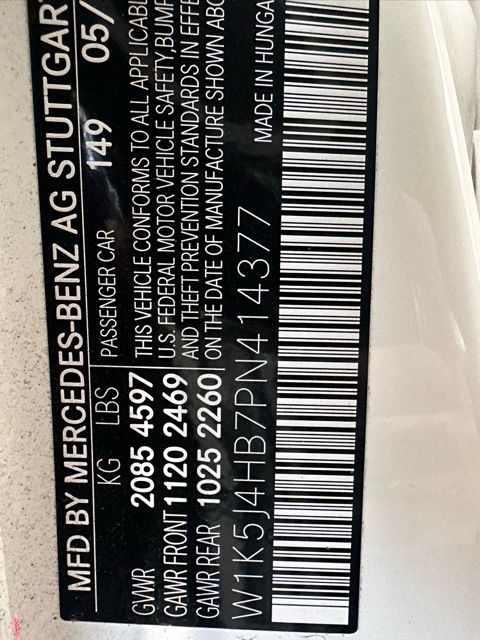 MFD BY MERCEDES-BENZ AG STUTTGAR
KG LBS PASSENGER CAR 149 05/
GVWR 2085 4597 THIS VEHICLE CONFORMS TO ALL APPLICABL
GAWR FRONT 1120 2469 U.S. FEDERAL MOTOR VEHICLE SAFETY, BUMP
GAWR REAR 1025 2260 AND THEFT PREVENTION STANDARDS IN EFFE
ON THE DATE OF MANUFACTURE SHOWN ABO
W1K5J4HB7PN414377 MADE IN HUNGA